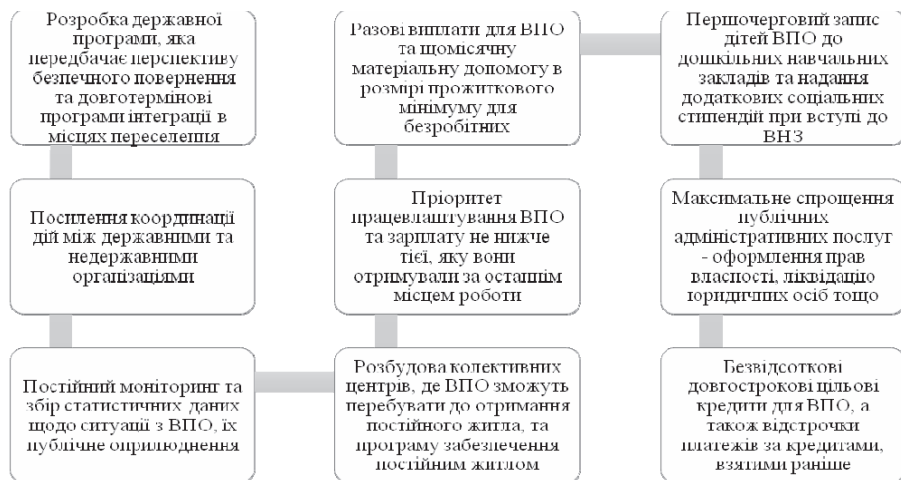 Розробка державної
програми, яка
передбачає перспективу
безпечного повернення
та довготермінові
програми інтеграції в
місцях переселення
Посилення координації
дій між державними та
недержавними
організаціями
Постійний моніторинг та
збір статистичних даних
щодо ситуації з ВПО, їх
публічне оприлюднення
Розбудова колективних
центрів, де ВПО зможуть
перебувати до отримання
постійного житла, та
програму забезпечення
постійним житлом
Пріоритет
працевлаштування ВПО
та зарплату не нижче
тієї, яку вони
отримували за останнім
місцем роботи
Разові виплати для ВПО
та щомісячну
матеріальну допомогу в
розмірі прожиткового
мінімуму для
безробітних
Першочерговий запис
дітей ВПО до
дошкільних навчальних
закладів та надання
додаткових соціальних
стипендій при вступі до
ВНЗ
Максимальне спрощення
публічних
адміністративних послуг
- оформлення прав
власності, ліквідацію
юридичних осіб тощо
Безвідсоткові
довгострокові цільові
кредити для ВПО, а
також відстрочки
платежів за кредитами,
взятими раніше